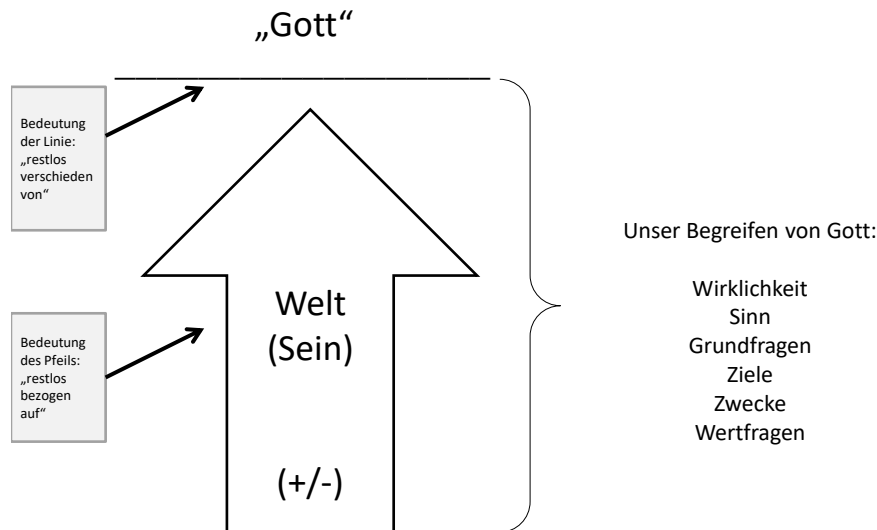 „Gott“
Bedeutung
der Linie:
„restlos
verschieden
von“
Bedeutung
des Pfeils:
„restlos
bezogen
auf“
Welt
(Sein)
(+/-)
Unser Begreifen von Gott:
Wirklichkeit
Sinn
Grundfragen
Ziele
Zwecke
Wertfragen